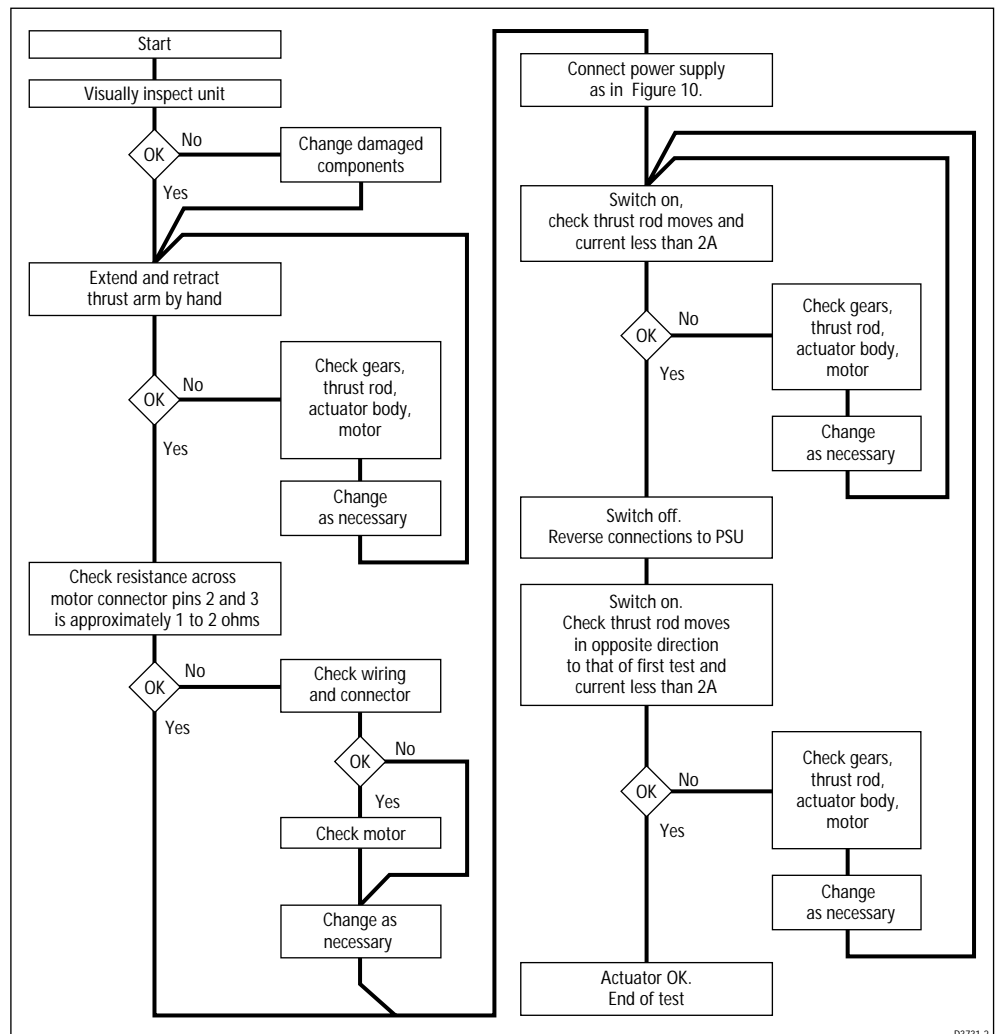 Start
Visually inspect unit
OK
No
Change damaged
components
Yes
Extend and retract
thrust arm by hand
OK
No
Check gears,
thrust rod,
actuator body,
motor
Yes
Change
as necessary
Check resistance across
motor connector pins 2 and 3
is approximately 1 to 2 ohms
OK
No
Check wiring
and connector
Yes
OK
No
Yes
Check motor
Change as
necessary
Connect power supply
as in Figure 10.
Switch on,
check thrust rod moves and
current less than 2A
OK
No
Check gears,
thrust rod,
actuator body,
motor
Yes
Change
as necessary
Switch off.
Reverse connections to PSU
Switch on.
Check thrust rod moves
in opposite direction
to that of first test and
current less than 2A
OK
No
Check gears,
thrust rod,
actuator body,
motor
Yes
Change
as necessary
Actuator OK.
End of test
D3731-2